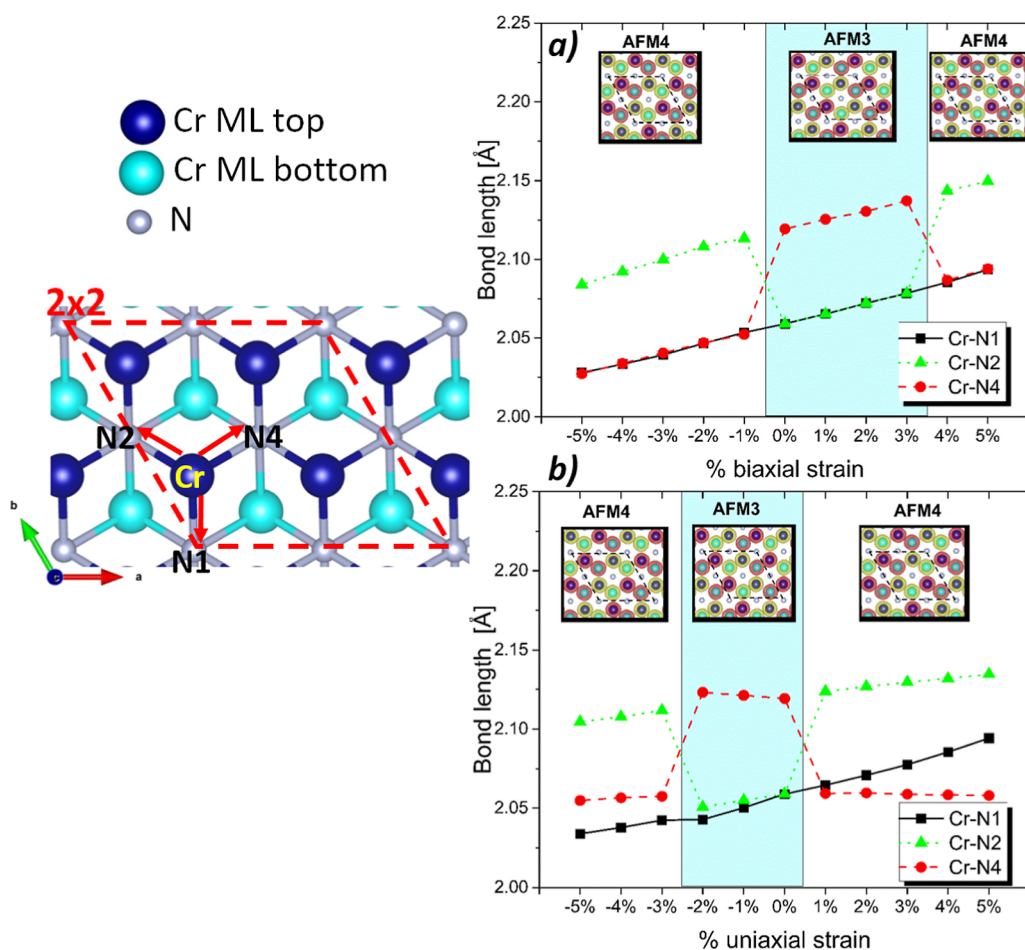 Cr ML top
Cr ML bottom
N
2x2
N2
N4
Cr
N1
b
a
a)
AFM4
AFM3
AFM4
2.25
2.20
2.15
2.10
2.05
2.00
Bond length [Å]
Cr-N1
Cr-N2
Cr-N4
-5% -4% -3% -2% -1% 0% 1% 2% 3% 4% 5%
% biaxial strain
b)
AFM4
AFM3
AFM4
2.25
2.20
2.15
2.10
2.05
2.00
Bond length [Å]
Cr-N1
Cr-N2
Cr-N4
-5% -4% -3% -2% -1% 0% 1% 2% 3% 4% 5%
% uniaxial strain